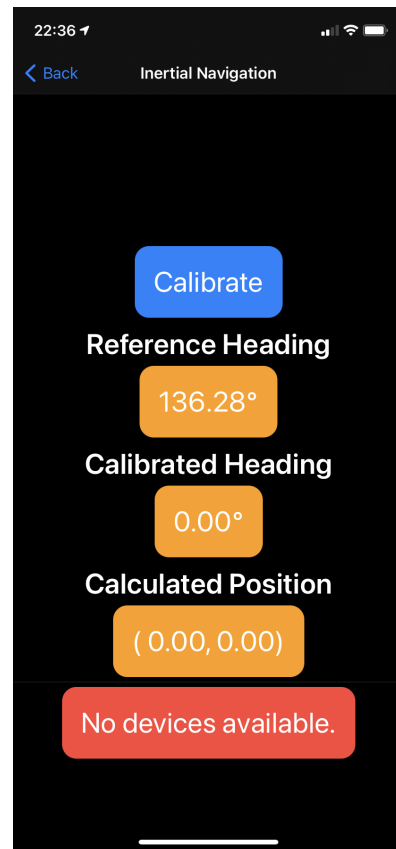 22:36
Back Inertial Navigation
Calibrate
Reference Heading
136.28°
Calibrated Heading
0.00°
Calculated Position
( 0.00, 0.00)
No devices available.